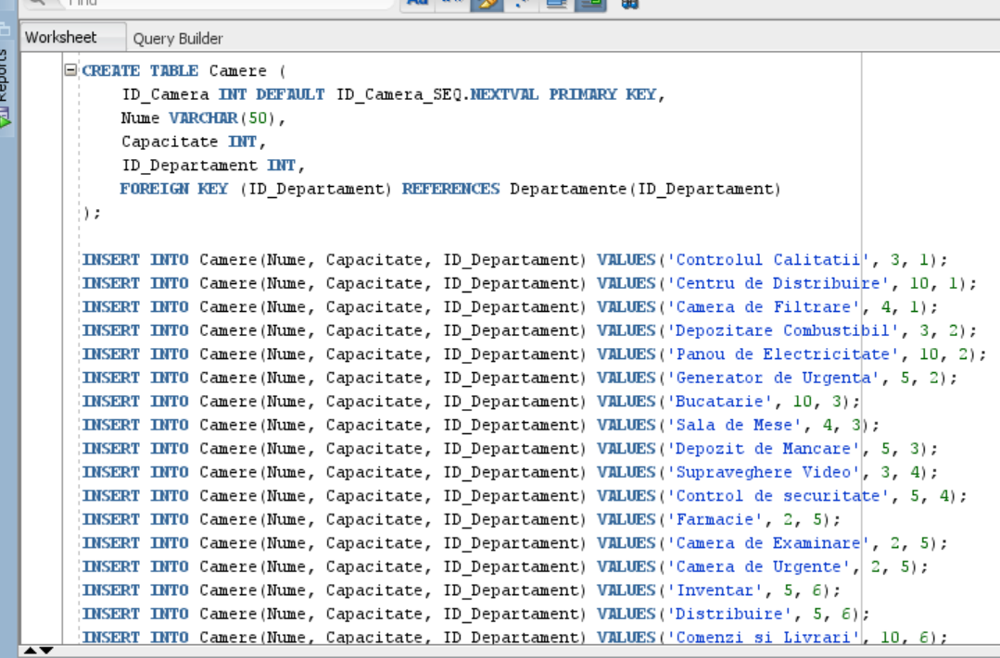 Find
Aa
Worksheet
Query Builder
Reports
CREATE TABLE Camere (
ID_Camera INT DEFAULT ID_Camera_SEQ.NEXTVAL PRIMARY KEY,
Nume VARCHAR(50),
Capacitate INT,
ID_Departament INT,
FOREIGN KEY (ID_Departament) REFERENCES Departamente(ID_Departament)
);
INSERT INTO Camere(Nume, Capacitate, ID_Departament) VALUES('Controlul Calitatii', 3, 1);
INSERT INTO Camere(Nume, Capacitate, ID_Departament) VALUES('Centru de Distribuire', 10, 1);
INSERT INTO Camere(Nume, Capacitate, ID_Departament) VALUES('Camera de Filtrare', 4, 1);
INSERT INTO Camere(Nume, Capacitate, ID_Departament) VALUES('Depozitare Combustibil', 3, 2);
INSERT INTO Camere(Nume, Capacitate, ID_Departament) VALUES('Panou de Electricitate', 10, 2);
INSERT INTO Camere(Nume, Capacitate, ID_Departament) VALUES('Generator de Urgenta', 5, 2);
INSERT INTO Camere(Nume, Capacitate, ID_Departament) VALUES('Bucatarie', 10, 3);
INSERT INTO Camere(Nume, Capacitate, ID_Departament) VALUES('Sala de Mese', 4, 3);
INSERT INTO Camere(Nume, Capacitate, ID_Departament) VALUES('Depozit de Mancare', 5, 3);
INSERT INTO Camere(Nume, Capacitate, ID_Departament) VALUES('Supraveghere Video', 3, 4);
INSERT INTO Camere(Nume, Capacitate, ID_Departament) VALUES('Control de securitate', 5, 4);
INSERT INTO Camere(Nume, Capacitate, ID_Departament) VALUES('Farmacie', 2, 5);
INSERT INTO Camere(Nume, Capacitate, ID_Departament) VALUES('Camera de Examinare', 2, 5);
INSERT INTO Camere(Nume, Capacitate, ID_Departament) VALUES('Camera de Urgente', 2, 5);
INSERT INTO Camere(Nume, Capacitate, ID_Departament) VALUES('Inventar', 5, 6);
INSERT INTO Camere(Nume, Capacitate, ID_Departament) VALUES('Distribuire', 5, 6);
INSERT INTO Camere(Nume, Capacitate, ID_Departament) VALUES('Comenzi si Livrari', 10, 6);